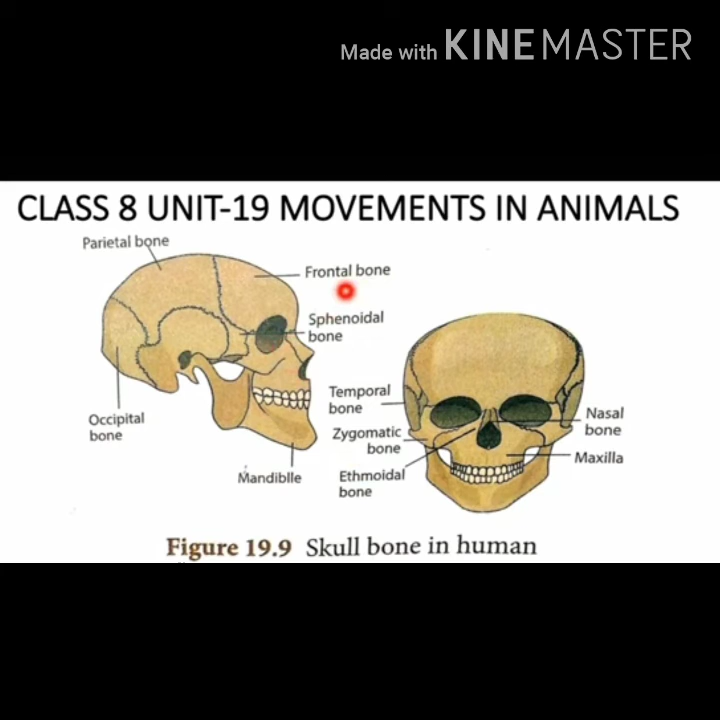 Made with KINEMASTER
CLASS 8 UNIT-19 MOVEMENTS IN ANIMALS
Parietal bone
Frontal bone
Sphenoidal
bone
Occipital
bone
Mandiblle
Temporal
bone
Zygomatic
bone
Ethmoidal
bone
Nasal
bone
Maxilla
Figure 19.9 Skull bone in human